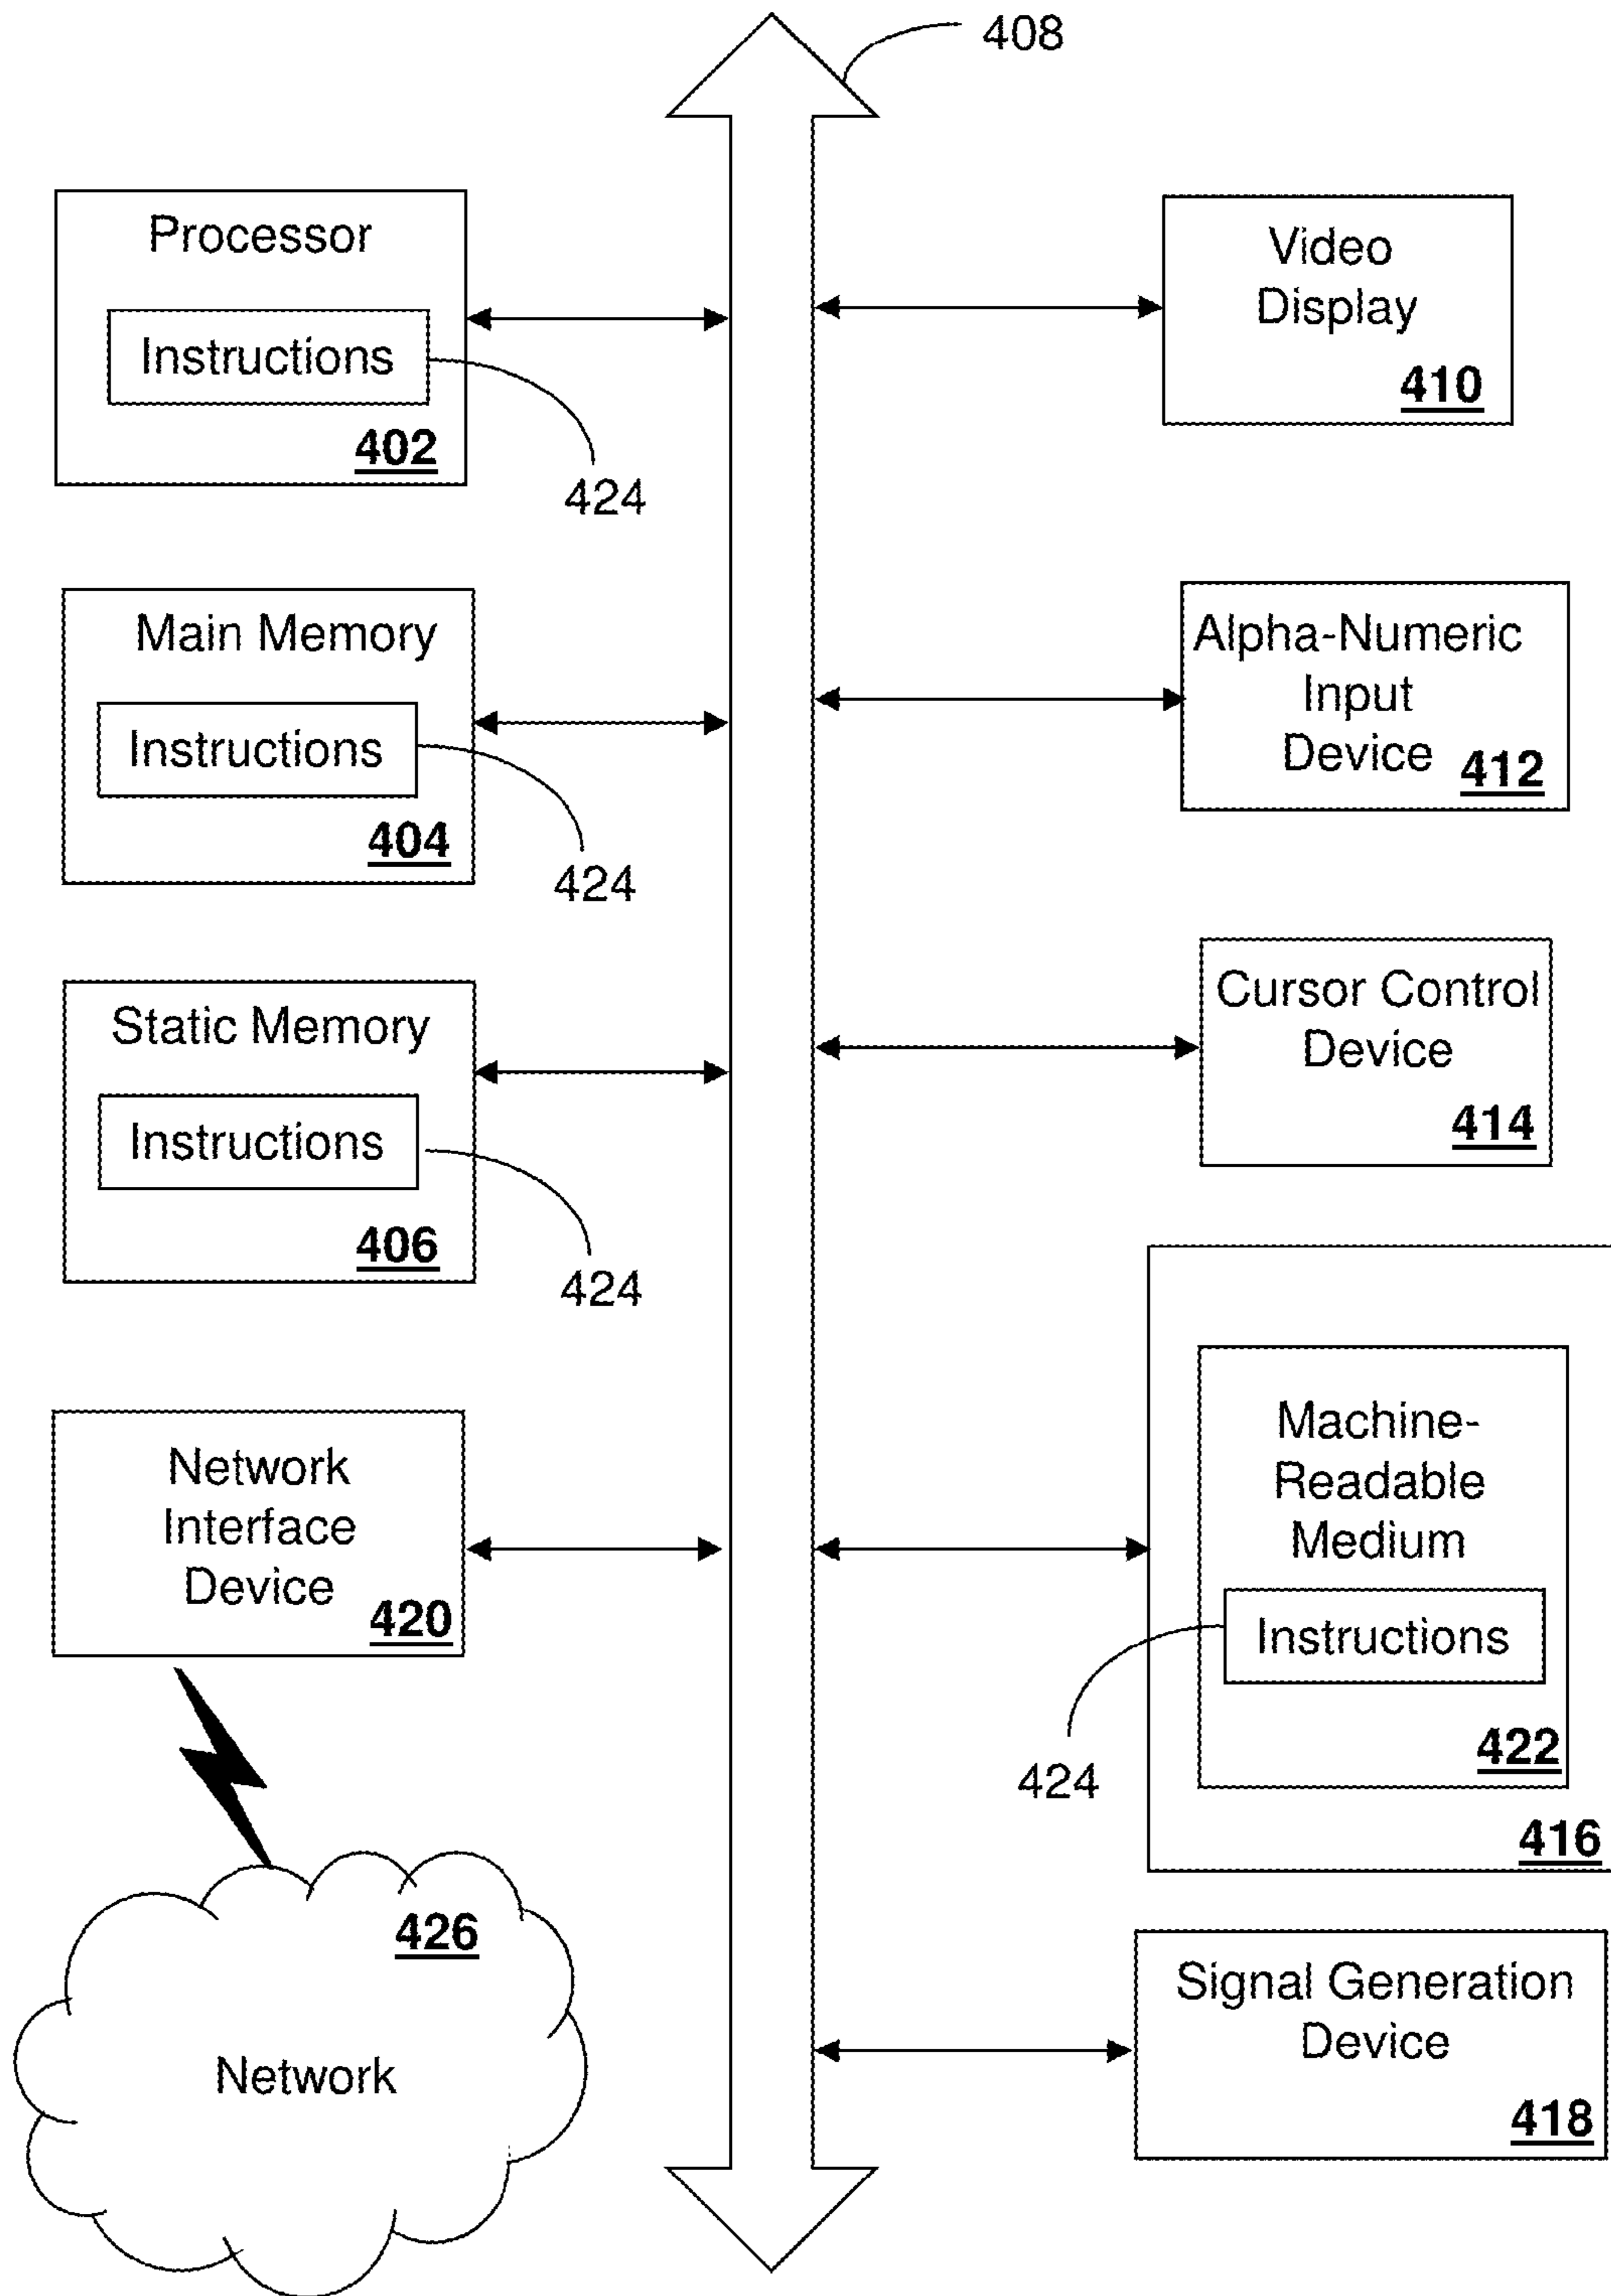 408
Processor
Instructions
402
424
Main Memory
Instructions
404
424
Static Memory
Instructions
406
424
Network
Interface
Device
420
426
Network
Video
Display
410
Alpha-Numeric
Input
Device
412
Cursor Control
Device
414
Machine-
Readable
Medium
Instructions
422
424
416
Signal Generation
Device
418